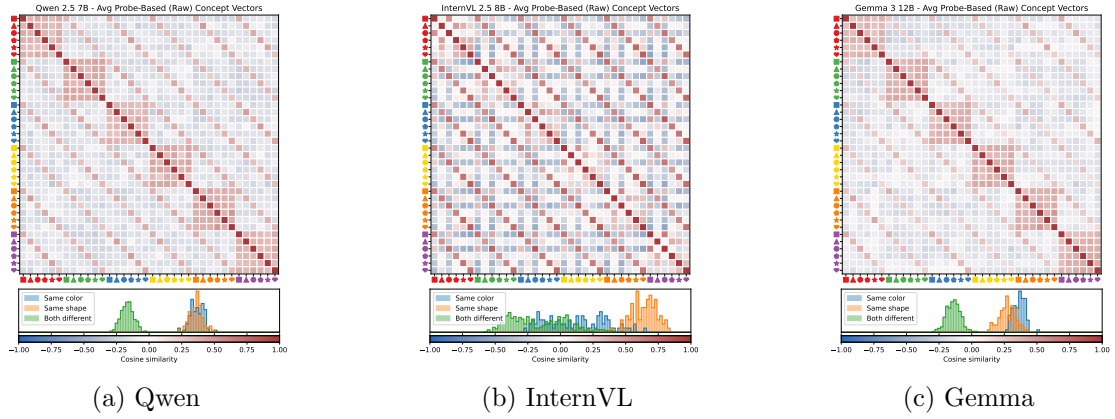 Qwen 2.5 7B - Avg Probe-Based (Raw) Concept Vectors
Same color
Same shape
Both different
−1.00 −0.75 −0.50 −0.25 0.00 0.25 0.50 0.75 1.00
Cosine similarity
(a) Qwen
InternVL 2.5 8B - Avg Probe-Based (Raw) Concept Vectors
Same color
Same shape
Both different
−1.00 −0.75 −0.50 −0.25 0.00 0.25 0.50 0.75 1.00
Cosine similarity
(b) InternVL
Gemma 3 12B - Avg Probe-Based (Raw) Concept Vectors
Same color
Same shape
Both different
−1.00 −0.75 −0.50 −0.25 0.00 0.25 0.50 0.75 1.00
Cosine similarity
(c) Gemma